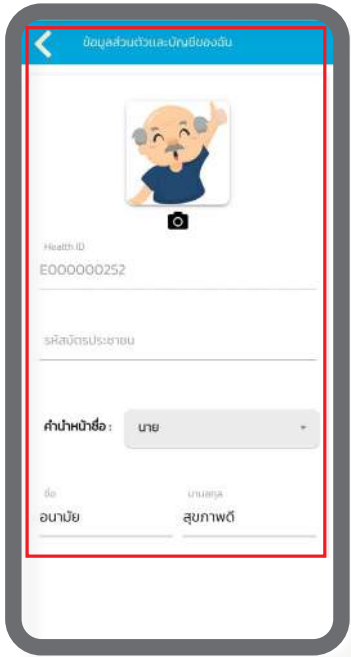 ข้อมูลส่วนตัวและบัญชีของฉัน
Health ID
E000000252
รหัสบัตรประชาชน
คำนำหน้าชื่อ : นาย
ชื่อ นามสกุล
อนามัย สุขภาพดี